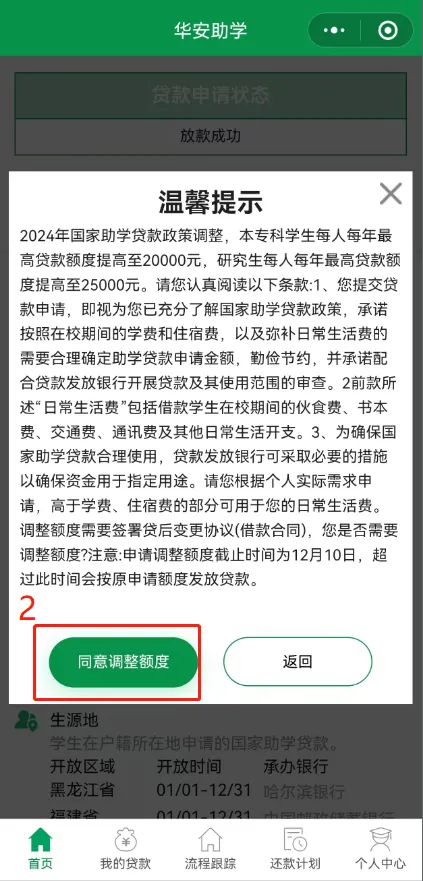 华安助学
贷款申请状态
放款成功
温馨提示
2024年国家助学贷款政策调整，本专科学生每人每年最
高贷款额度提高至20000元，研究生每人每年最高贷款额
度提高至25000元。请您认真阅读以下条款:1、您提交贷
款申请，即视为您已充分了解国家助学贷款政策，承诺
按照在校期间的学费和住宿费，以及弥补日常生活费的
需要合理确定助学贷款申请金额，勤俭节约，并承诺配
合贷款发放银行开展贷款及其使用范围的审查。2前款所
述“日常生活费”包括借款学生在校期间的伙食费、书本
费、交通费、通讯费及其他日常生活开支。3、为确保国
家助学贷款合理使用，贷款发放银行可采取必要的措施
以确保资金用于指定用途。请您根据个人实际需求申
请，高于学费、住宿费的部分可用于您的日常生活费。
调整额度需要签署贷后变更协议(借款合同)，您是否需要
调整额度?注意:申请调整额度截止时间为12月10日，超
过此时间会按原申请额度发放贷款。
2
同意调整额度 返回
生源地
学生在户籍所在地申请的国家助学贷款。
开放区域 开放时间 承办银行
黑龙江省 01/01-12/31 哈尔滨银行
福建省 01/01-12/31 中国邮政储蓄银行
首页 我的贷款 流程跟踪 还款计划 个人中心